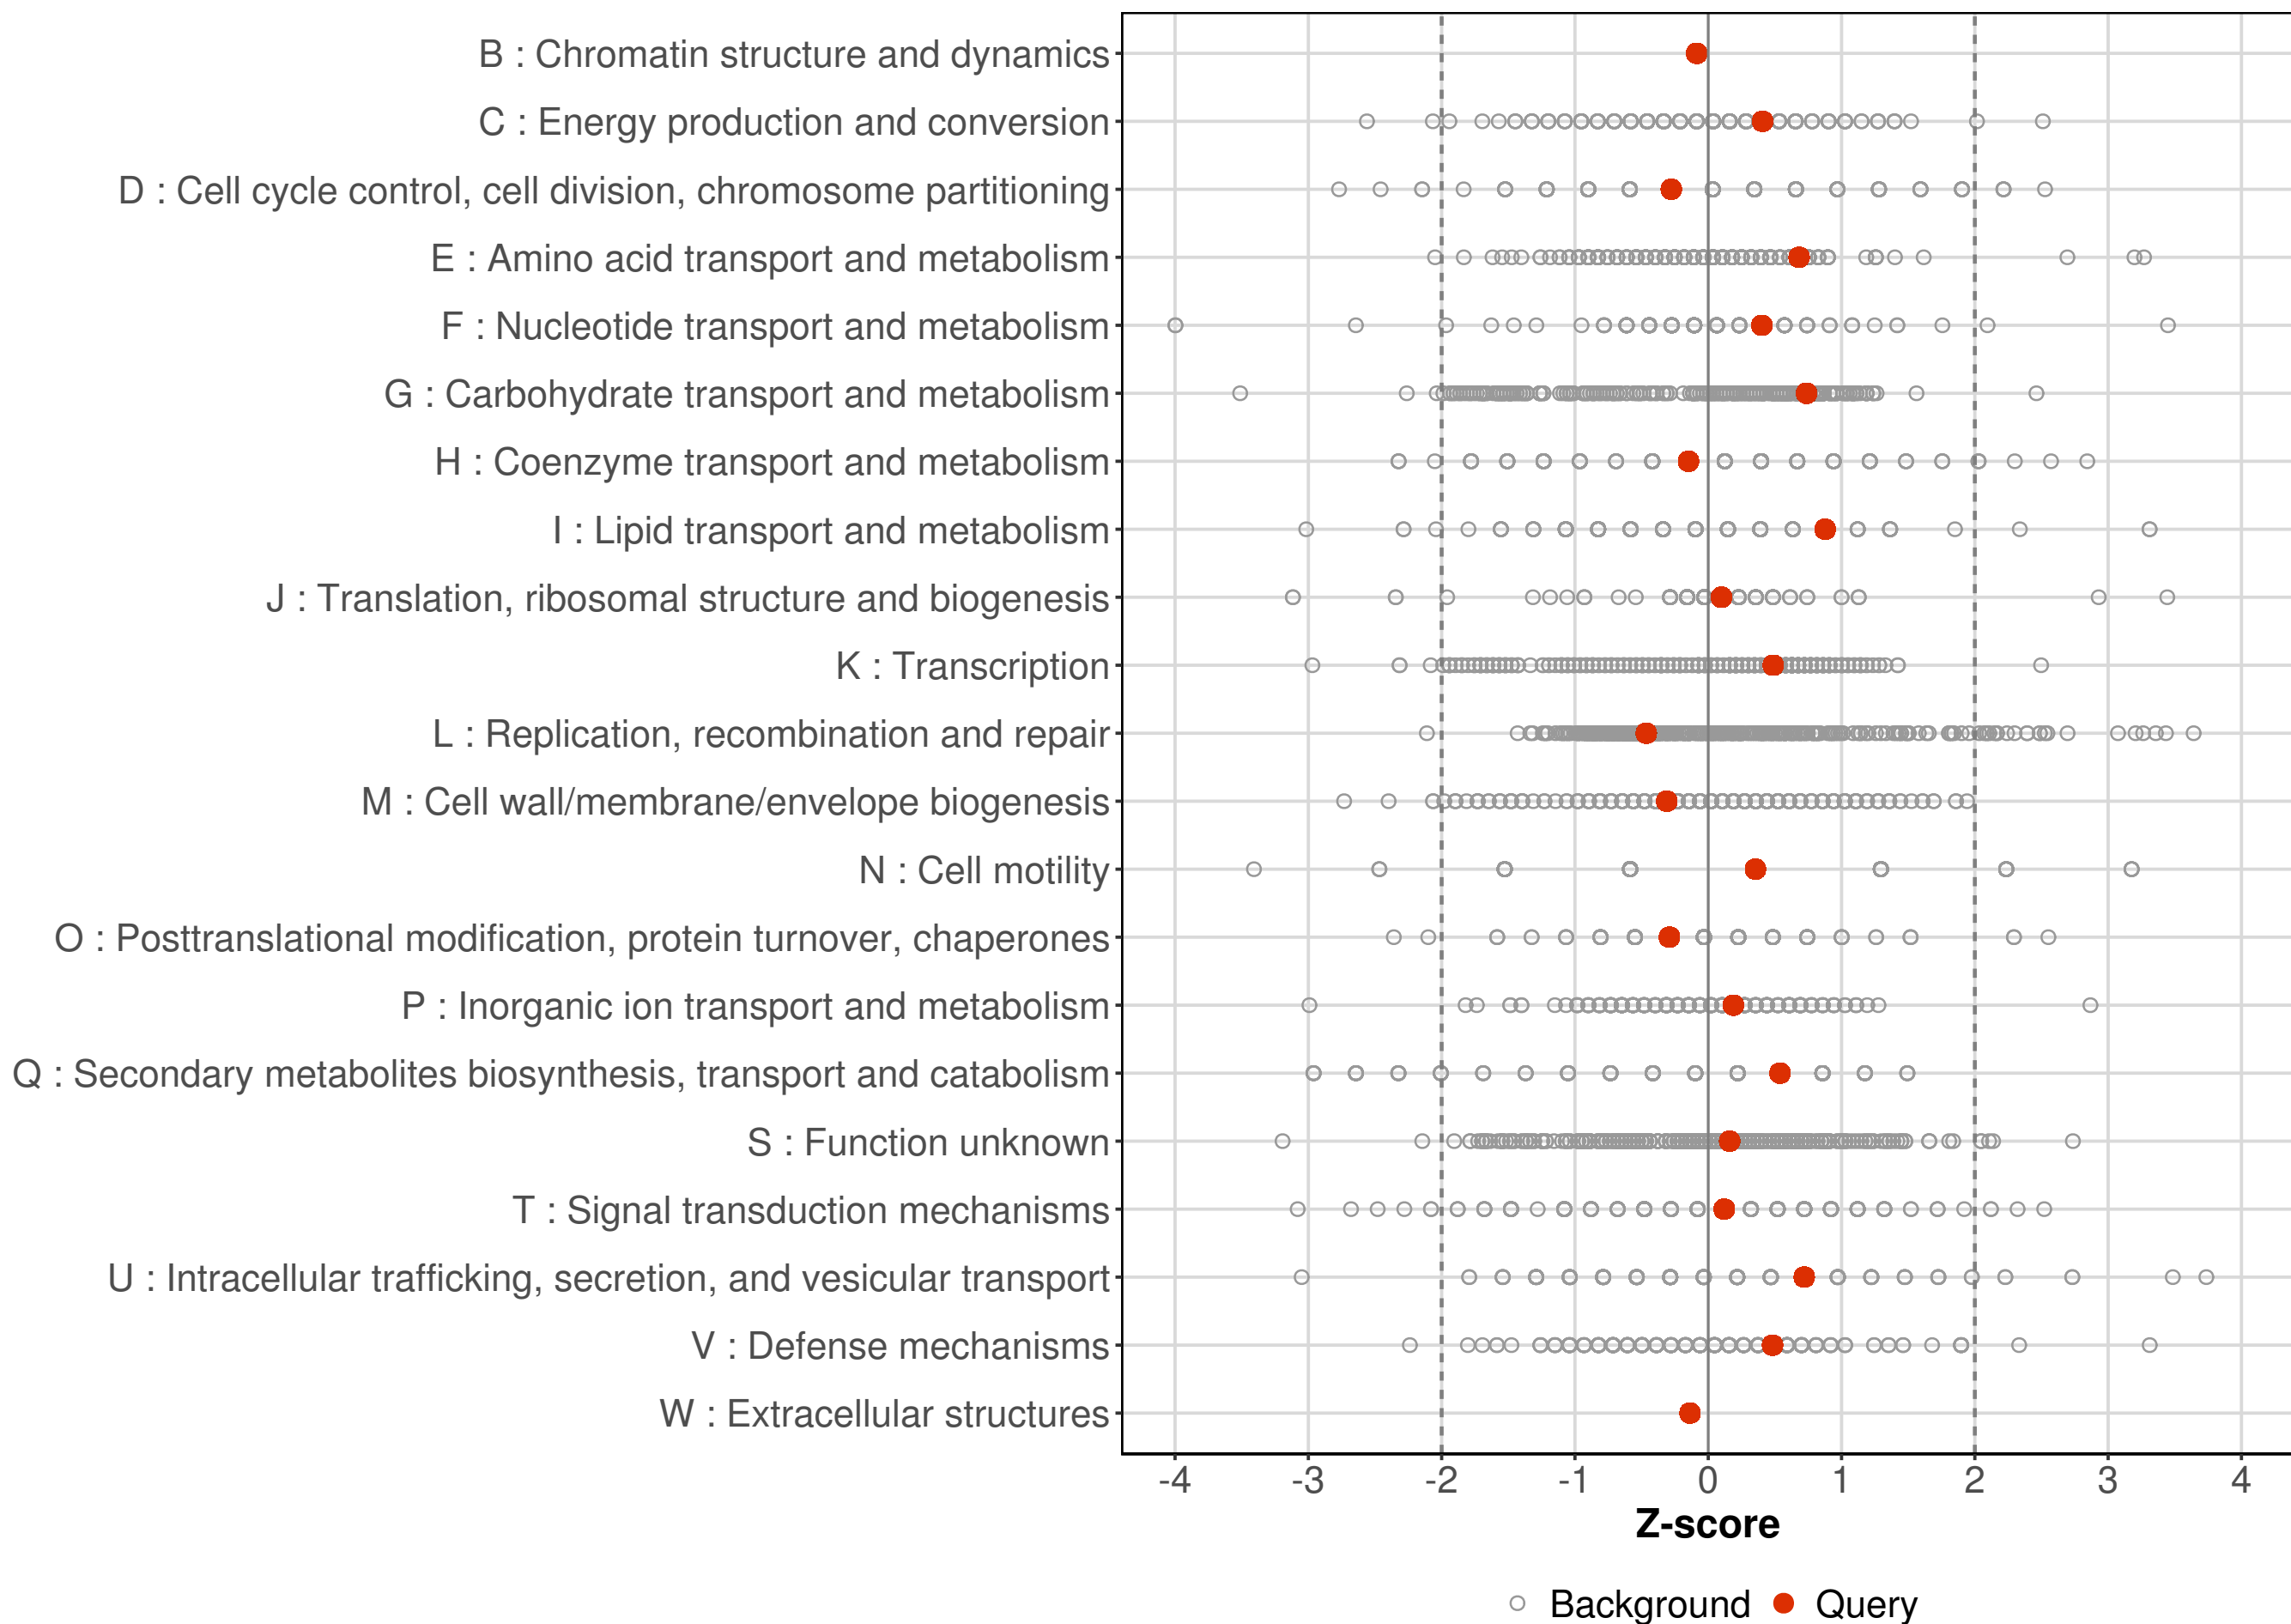 B : Chromatin structure and dynamics
C : Energy production and conversion
D : Cell cycle control, cell division, chromosome partitioning
E : Amino acid transport and metabolism
F : Nucleotide transport and metabolism
G : Carbohydrate transport and metabolism
H : Coenzyme transport and metabolism
I : Lipid transport and metabolism
J : Translation, ribosomal structure and biogenesis
K : Transcription
L : Replication, recombination and repair
M : Cell wall/membrane/envelope biogenesis
N : Cell motility
O : Posttranslational modification, protein turnover, chaperones
P : Inorganic ion transport and metabolism
Q : Secondary metabolites biosynthesis, transport and catabolism
S : Function unknown
T : Signal transduction mechanisms
U : Intracellular trafficking, secretion, and vesicular transport
V : Defense mechanisms
W : Extracellular structures
-4 -3 -2 -1 0 1 2 3 4
Z-score
Background Query